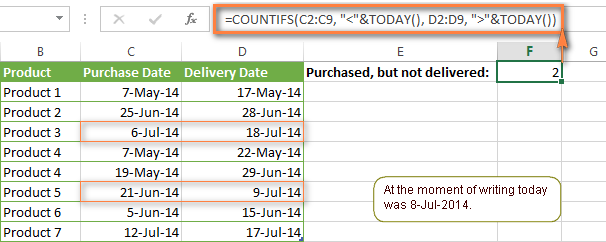 fx =COUNTIFS(C2:C9, "<"&TODAY(), D2:D9, ">"&TODAY())
B C D E F G
Product Purchase Date Delivery Date Purchased, but not delivered: 2
Product 1 7-May-14 17-May-14
Product 2 25-Jun-14 28-Jun-14
Product 3 6-Jul-14 18-Jul-14
Product 4 7-May-14 22-May-14
Product 4 19-May-14 29-Jun-14
Product 5 21-Jun-14 9-Jul-14
Product 6 5-Jun-14 15-Jun-14
Product 7 12-Jul-14 17-Jul-14
At the moment of writing today
was 8-Jul-2014.